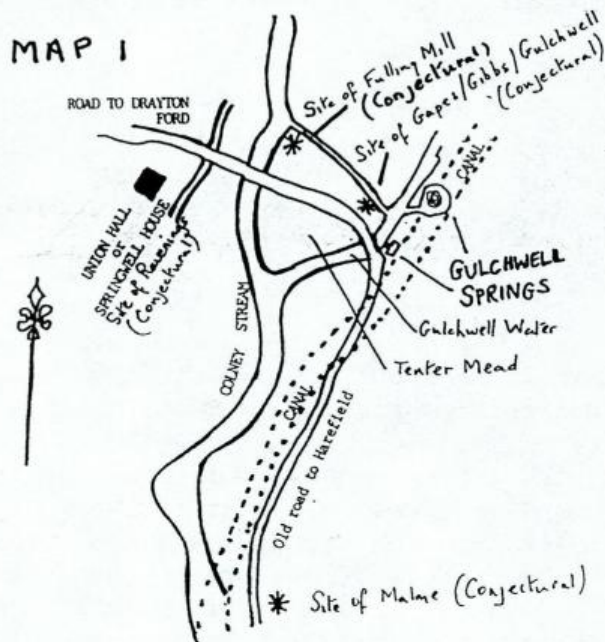 MAP 1
ROAD TO DRAYTON
FORD
Site of Fulling Mill
(Conjectural)
Site of Gapes/Gibbs/Gulchwell
(Conjectural)
CANAL
UNION HALL
OR
SPRINGWELL HOUSE
Site of Ravenings
(Conjectural)
GULCHWELL
SPRINGS
Gulchwell Water
Tenter Mead
COLNEY STREAM
CANAL
Old road to Harefield
Site of Malme (Conjectural)